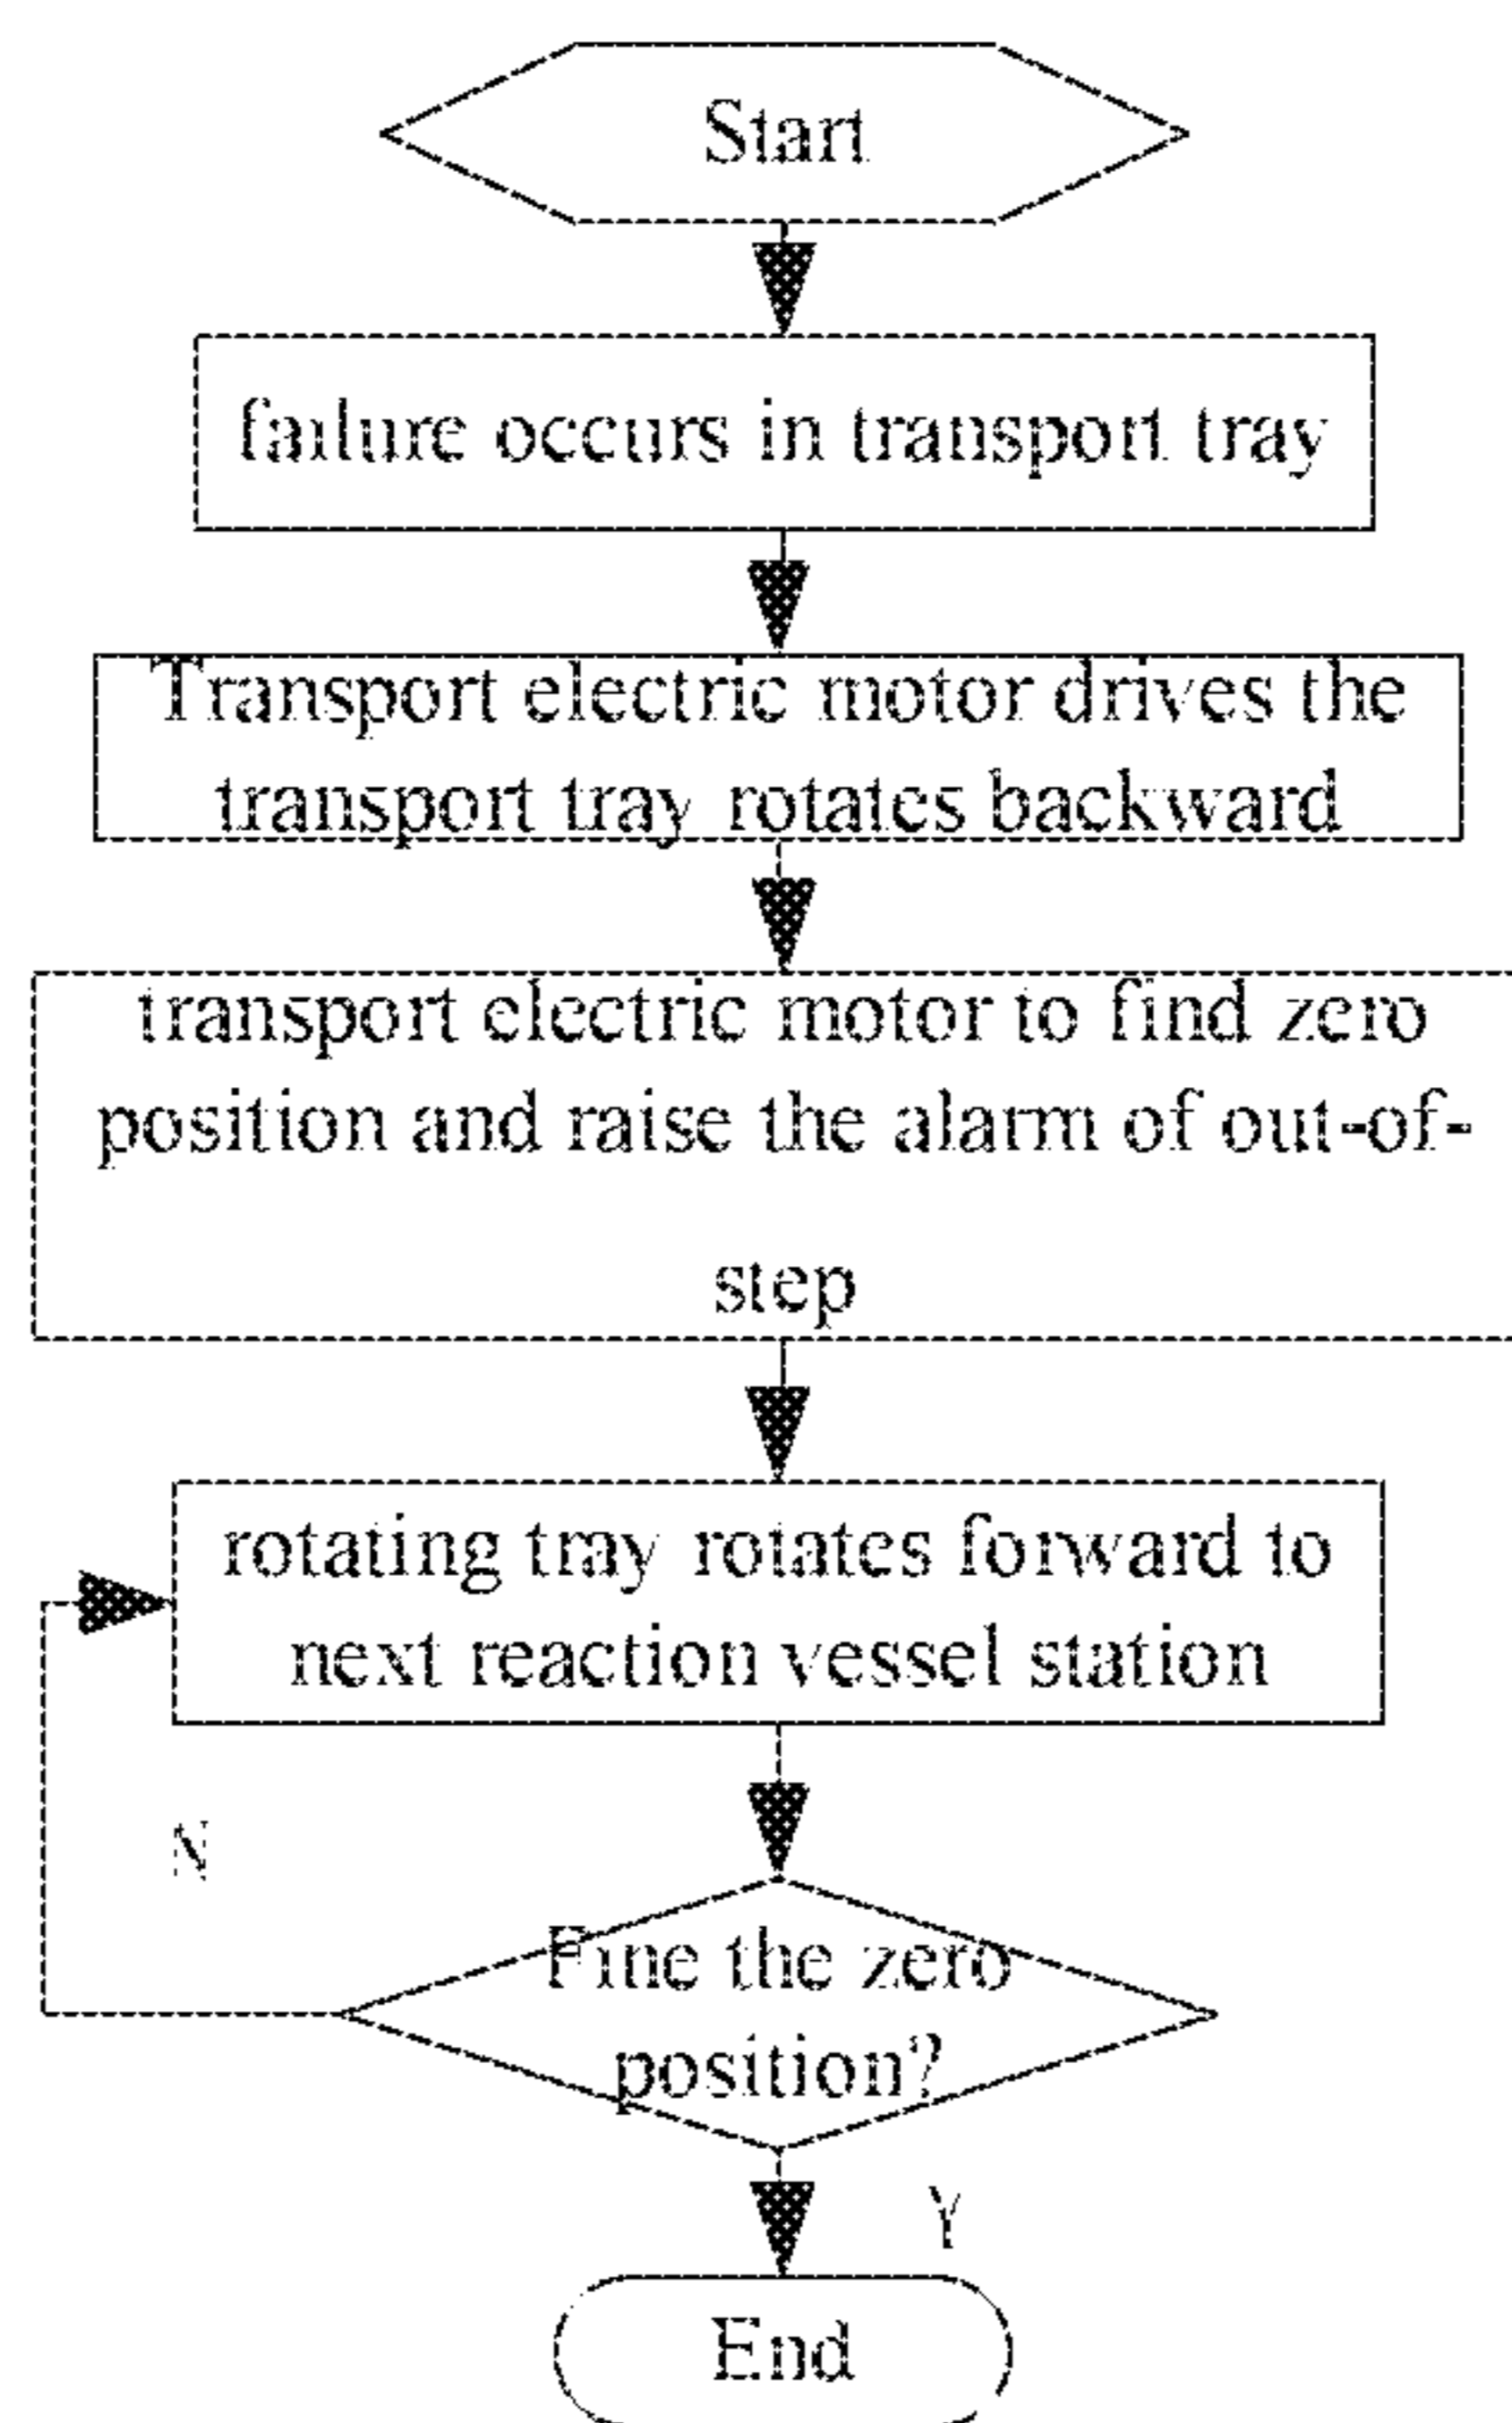 Start
failure occurs in transport tray
Transport electric motor drives the
transport tray rotates backward
transport electric motor to find zero
position and raise the alarm of out-of-
step
rotating tray rotates forward to
next reaction vessel station
N
Fine the zero
position?
Y
End